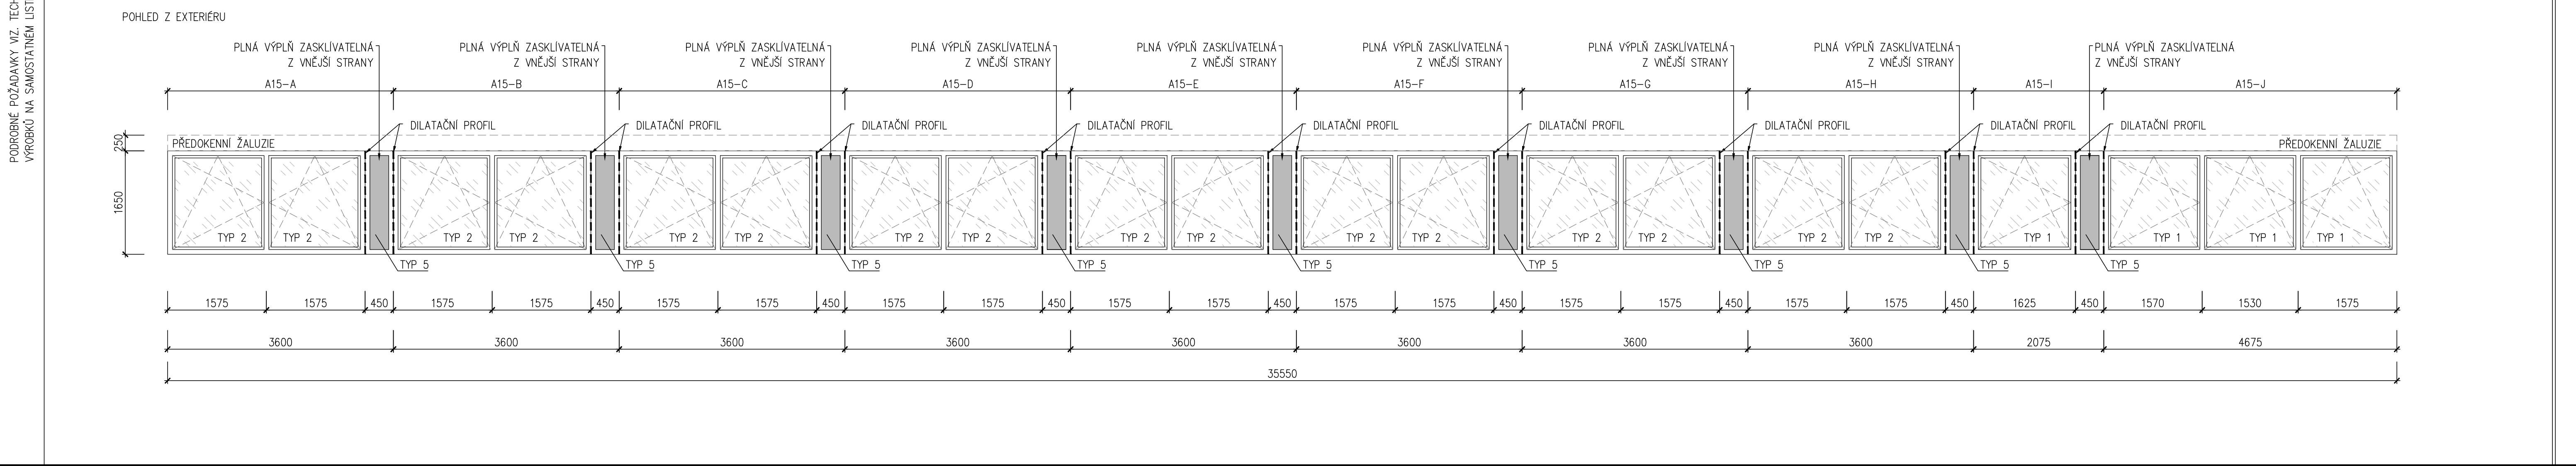 POHLED Z EXTERIÉRU
PODROBNÉ POŽADAVKY VIZ. TECH
VÝROBKŮ NA SAMOSTATNÉM LIST
PLNÁ VÝPLŇ ZASKLÍVATELNÁ
Z VNĚJŠÍ STRANY
PLNÁ VÝPLŇ ZASKLÍVATELNÁ
Z VNĚJŠÍ STRANY
PLNÁ VÝPLŇ ZASKLÍVATELNÁ
Z VNĚJŠÍ STRANY
PLNÁ VÝPLŇ ZASKLÍVATELNÁ
Z VNĚJŠÍ STRANY
PLNÁ VÝPLŇ ZASKLÍVATELNÁ
Z VNĚJŠÍ STRANY
PLNÁ VÝPLŇ ZASKLÍVATELNÁ
Z VNĚJŠÍ STRANY
PLNÁ VÝPLŇ ZASKLÍVATELNÁ
Z VNĚJŠÍ STRANY
PLNÁ VÝPLŇ ZASKLÍVATELNÁ
Z VNĚJŠÍ STRANY
PLNÁ VÝPLŇ ZASKLÍVATELNÁ
Z VNĚJŠÍ STRANY
A15-A A15-B A15-C A15-D A15-E A15-F A15-G A15-H A15-I A15-J
DILATAČNÍ PROFIL DILATAČNÍ PROFIL DILATAČNÍ PROFIL DILATAČNÍ PROFIL DILATAČNÍ PROFIL DILATAČNÍ PROFIL DILATAČNÍ PROFIL DILATAČNÍ PROFIL DILATAČNÍ PROFIL
250
PŘEDOKENNÍ ŽALUZIE PŘEDOKENNÍ ŽALUZIE
1650
TYP 2 TYP 2 TYP 2 TYP 2 TYP 2 TYP 2 TYP 2 TYP 2 TYP 2 TYP 2 TYP 2 TYP 2 TYP 2 TYP 2 TYP 2 TYP 2 TYP 1 TYP 1 TYP 1 TYP 1
TYP 5 TYP 5 TYP 5 TYP 5 TYP 5 TYP 5 TYP 5 TYP 5 TYP 5
1575 1575 450 1575 1575 450 1575 1575 450 1575 1575 450 1575 1575 450 1575 1575 450 1575 1575 450 1575 1575 450 1625 450 1570 1530 1575
3600 3600 3600 3600 3600 3600 3600 3600 2075 4675
35550